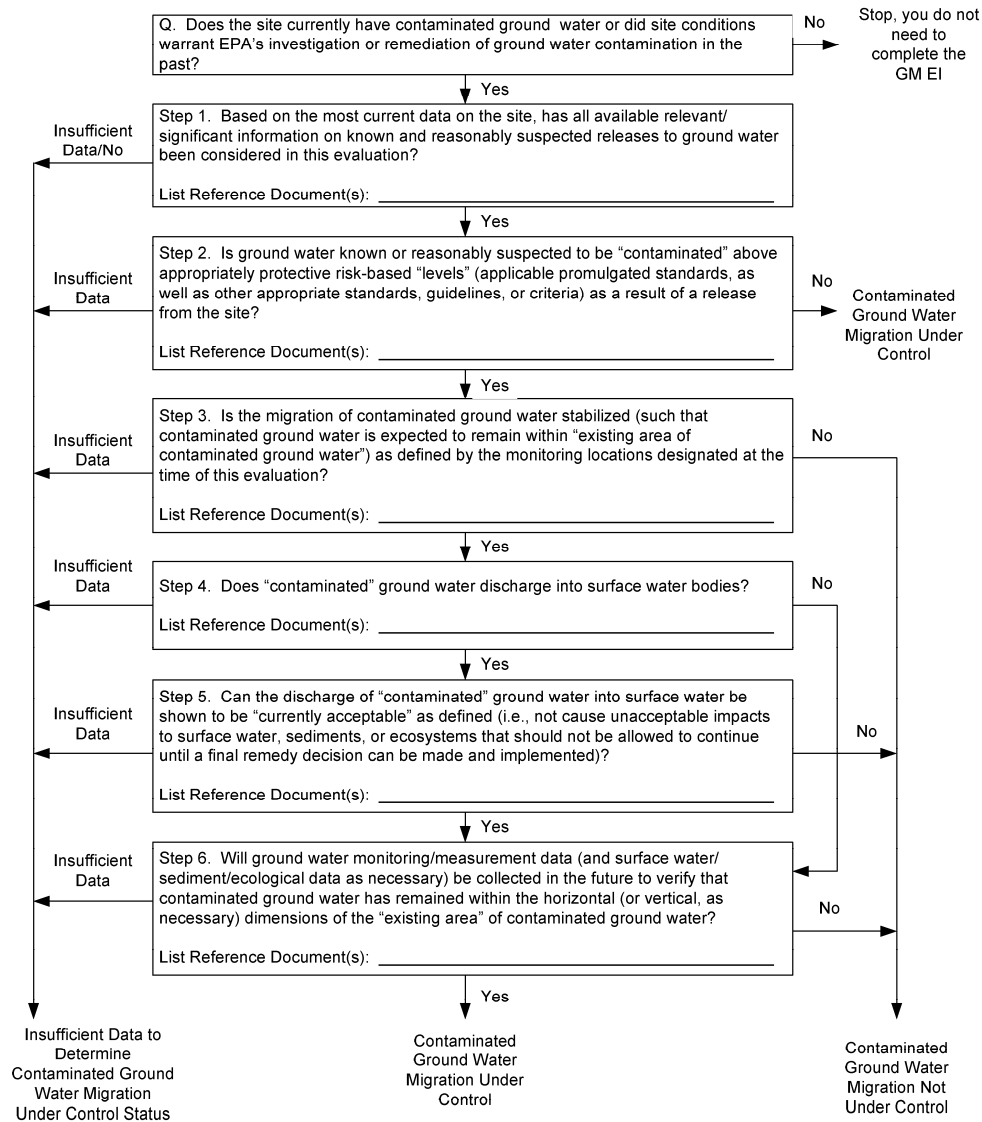 Q. Does the site currently have contaminated ground water or did site conditions
warrant EPA's investigation or remediation of ground water contamination in the
past?
No
Stop, you do not
need to
complete the
GM EI
Yes
Insufficient
Data/No
Step 1. Based on the most current data on the site, has all available relevant/
significant information on known and reasonably suspected releases to ground water
been considered in this evaluation?
List Reference Document(s):
Yes
Insufficient
Data
Step 2. Is ground water known or reasonably suspected to be “contaminated” above
appropriately protective risk-based “levels” (applicable promulgated standards, as
well as other appropriate standards, guidelines, or criteria) as a result of a release
from the site?
List Reference Document(s):
No
Contaminated
Ground Water
Migration Under
Control
Yes
Insufficient
Data
Step 3. Is the migration of contaminated ground water stabilized (such that
contaminated ground water is expected to remain within “existing area of
contaminated ground water”) as defined by the monitoring locations designated at the
time of this evaluation?
List Reference Document(s):
No
Yes
Insufficient
Data
Step 4. Does “contaminated” ground water discharge into surface water bodies?
List Reference Document(s):
No
Yes
Insufficient
Data
Step 5. Can the discharge of “contaminated” ground water into surface water be
shown to be “currently acceptable” as defined (i.e., not cause unacceptable impacts
to surface water, sediments, or ecosystems that should not be allowed to continue
until a final remedy decision can be made and implemented)?
List Reference Document(s):
No
Yes
Insufficient
Data
Step 6. Will ground water monitoring/measurement data (and surface water/
sediment/ecological data as necessary) be collected in the future to verify that
contaminated ground water has remained within the horizontal (or vertical, as
necessary) dimensions of the “existing area” of contaminated ground water?
List Reference Document(s):
No
Yes
Insufficient Data to
Determine
Contaminated Ground
Water Migration
Under Control Status
Contaminated
Ground Water
Migration Under
Control
Contaminated
Ground Water
Migration Not
Under Control